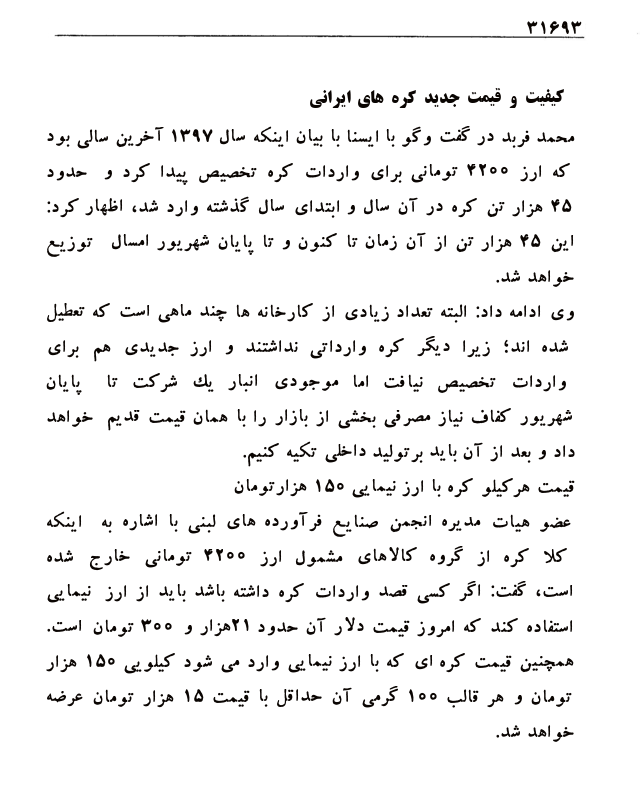 ۳۱۶۹۳
کیفیت و قیمت جدید کره های ایرانی
محمد فربد در گفت وگو با ایسنا با بیان اینکه سال ۱۳۹۷ آخرین سالی بود
که ارز ۴۲۰۰ تومانی برای واردات کره تخصیص پیدا کرد و حدود
۴۵ هزار تن کره در آن سال و ابتدای سال گذشته وارد شد، اظهار کرد:
این ۴۵ هزار تن از آن زمان تا کنون و تا پایان شهریور امسال توزیع
خواهد شد.
وی ادامه داد: البته تعداد زیادی از کارخانه ها چند ماهی است که تعطیل
شده اند؛ زیرا دیگر کره وارداتی نداشتند و ارز جدیدی هم برای
واردات تخصیص نیافت اما موجودی انبار یك شرکت تا پایان
شهریور کفاف نیاز مصرفی بخشی از بازار را با همان قیمت قدیم خواهد
داد و بعد از آن باید برتولید داخلی تکیه کنیم.
قیمت هرکیلو کره با ارز نیمایی ۱۵۰ هزارتومان
عضو هیات مدیره انجمن صنایع فرآورده های لبنی با اشاره به اینکه
کلا کره از گروه کالاهای مشمول ارز ۴۲۰۰ تومانی خارج شده
است، گفت: اگر کسی قصد واردات کره داشته باشد باید از ارز نیمایی
استفاده کند که امروز قیمت دلار آن حدود ۲۱هزار و ۳۰۰ تومان است.
همچنین قیمت کره ای که با ارز نیمایی وارد می شود کیلویی ۱۵۰ هزار
تومان و هر قالب ۱۰۰ گرمی آن حداقل با قیمت ۱۵ هزار تومان عرضه
خواهد شد.